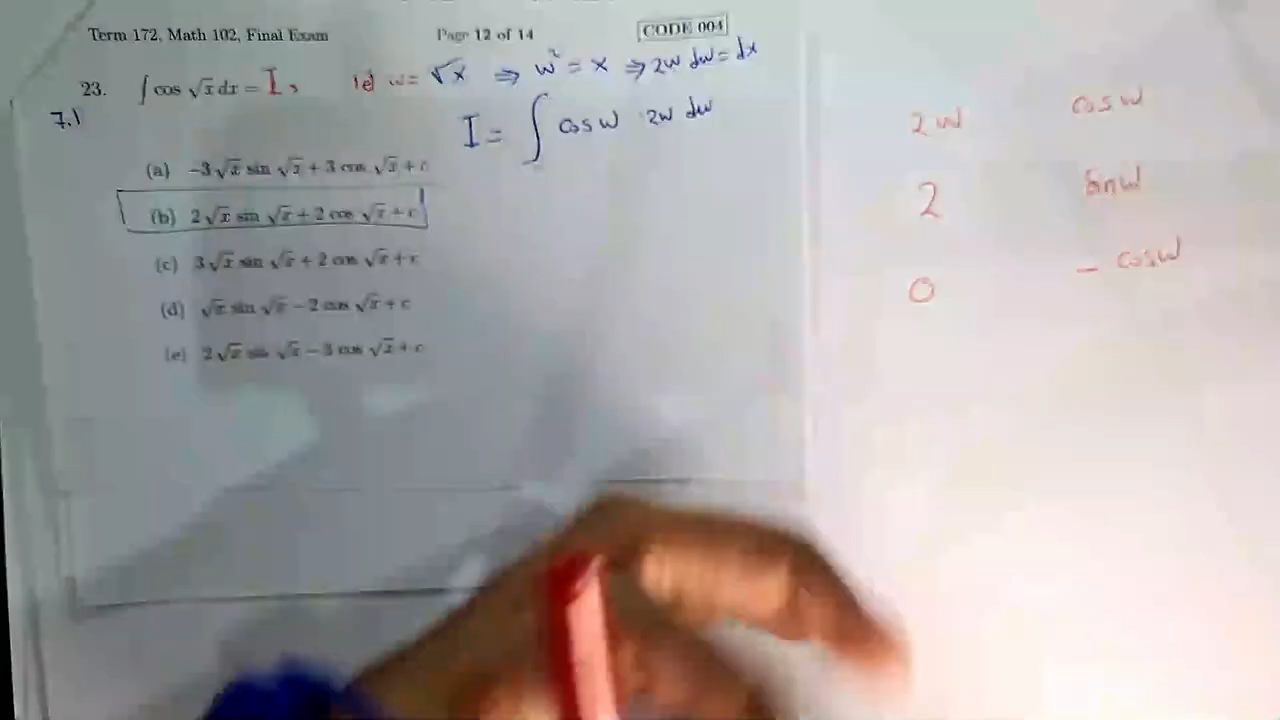 Term 172, Math 102, Final Exam Page 12 of 14 CODE 004
23. ∫ cos √x dx = I, let w = √x ⇒ w² = x ⇒ 2w dw = dx
7.1
I = ∫ cos w · 2w dw
(a) −3√x sin √x + 3 cos √x + c
(b) 2√x sin √x + 2 cos √x + c
(c) 3√x sin √x + 2 cos √x + c
(d) √x sin √x − 2 cos √x + c
(e) 2√x sin √x − 3 cos √x + c
2w cos w
2 sin w
0 − cos w